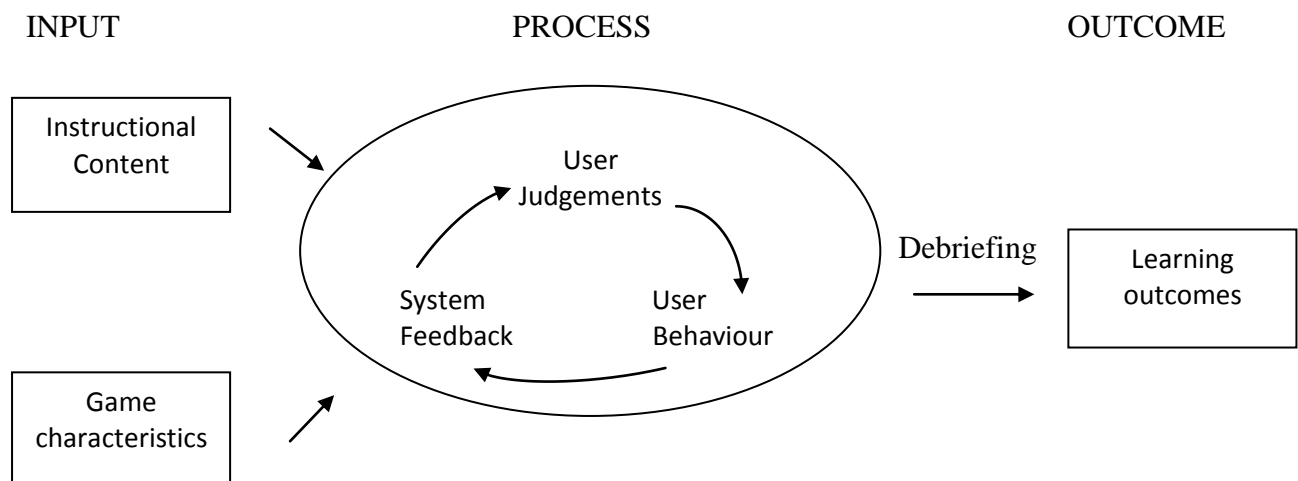 INPUT
PROCESS
OUTCOME
Instructional
Content
User
Judgements
System
Feedback
User
Behaviour
Debriefing
Learning
outcomes
Game
characteristics